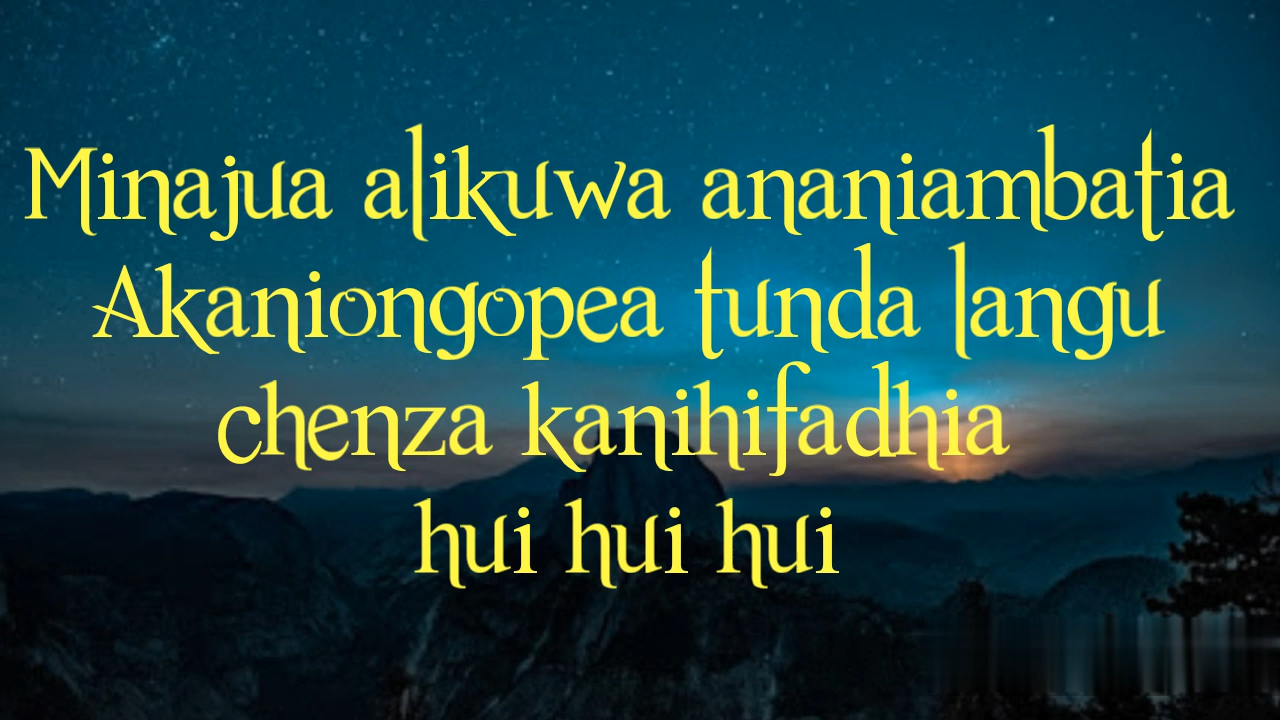 Minajua alikuwa ananiambatia
Akaniongopea tunda langu
chenza kanihifadhia
hui hui hui